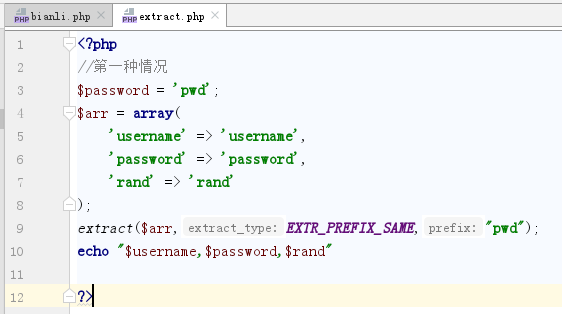 bianli.php extract.php
1 <?php
2 //第一种情况
3 $password = 'pwd';
4 $arr = array(
5 'username' => 'username',
6 'password' => 'password',
7 'rand' => 'rand'
8 );
9 extract($arr, extract_type: EXTR_PREFIX_SAME, prefix: "pwd");
10 echo "$username,$password,$rand"
11
12 ?>